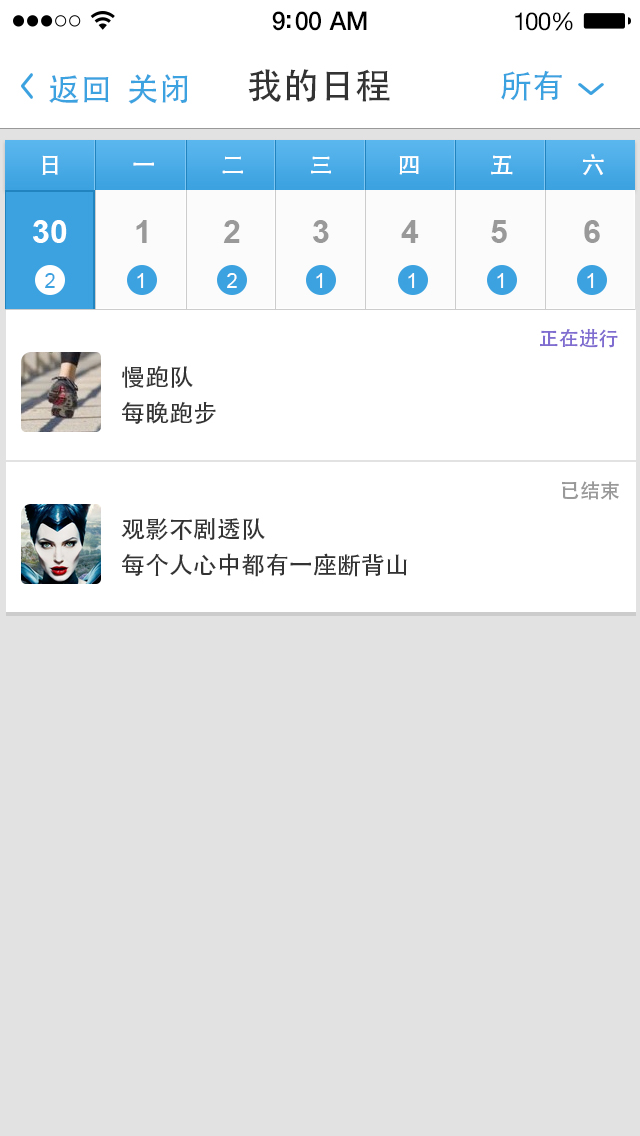 9:00 AM 100%
返回 关闭 我的日程 所有
日 一 二 三 四 五 六
30 1 2 3 4 5 6
2 1 2 1 1 1 1
正在进行
慢跑队
每晚跑步
已结束
观影不剧透队
每个人心中都有一座断背山